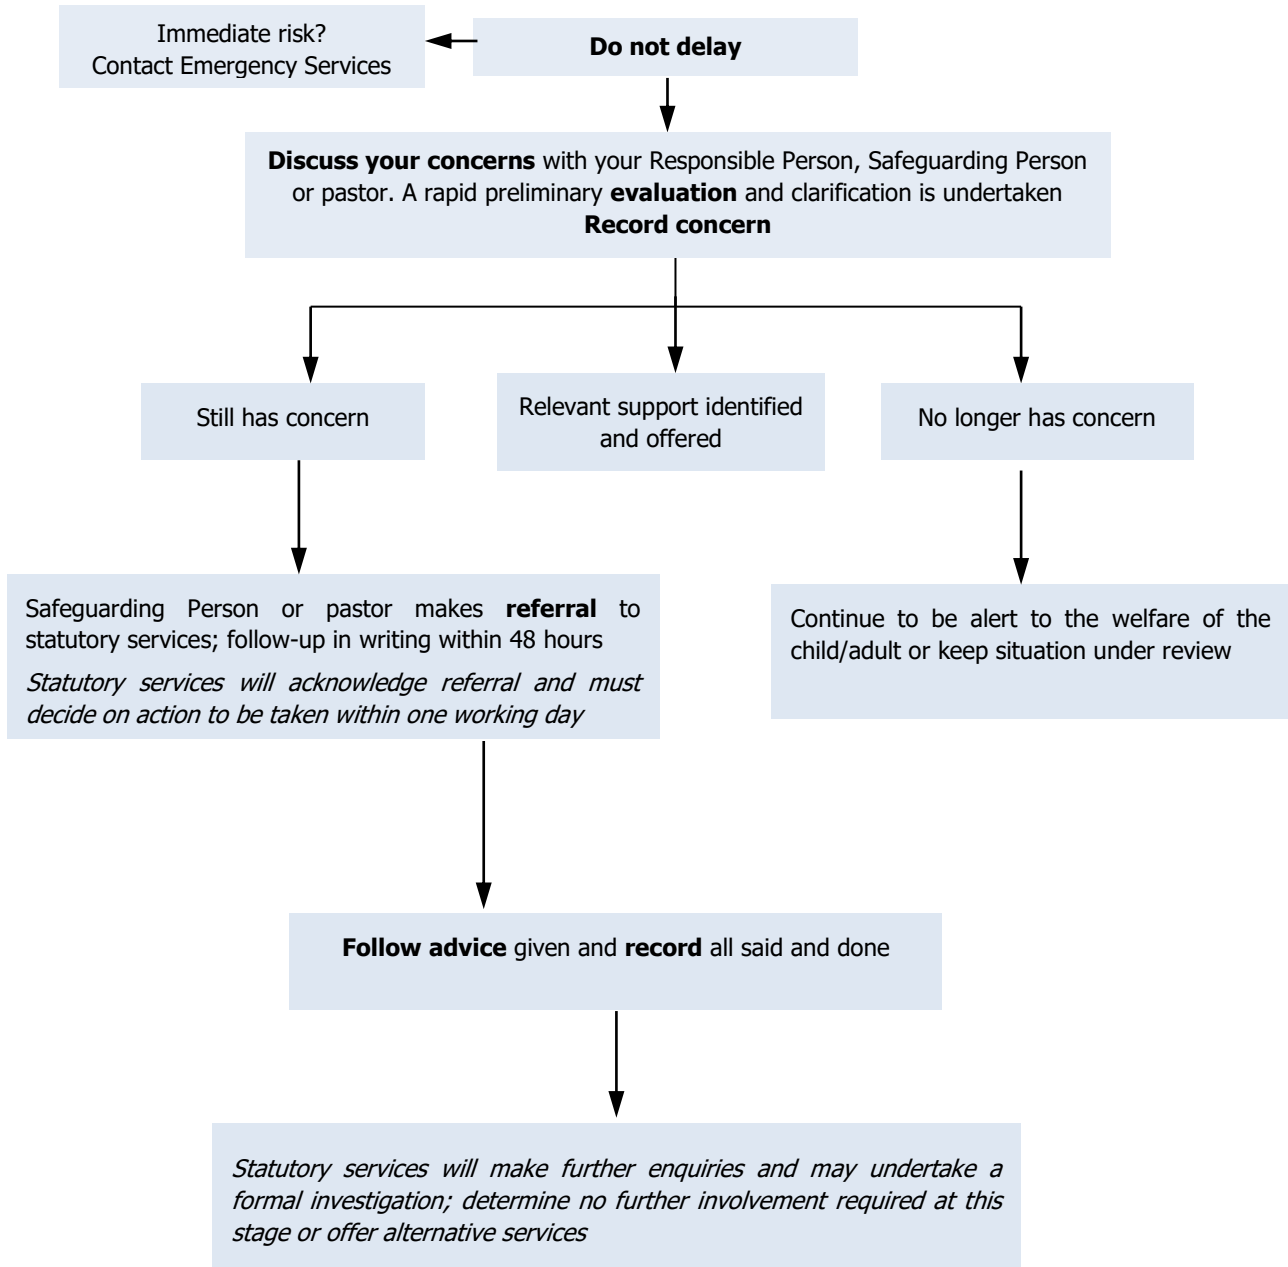 Immediate risk?
Contact Emergency Services
Do not delay
Discuss your concerns with your Responsible Person, Safeguarding Person
or pastor. A rapid preliminary evaluation and clarification is undertaken
Record concern
Still has concern
Relevant support identified
and offered
No longer has concern
Safeguarding Person or pastor makes referral to
statutory services; follow-up in writing within 48 hours
Statutory services will acknowledge referral and must
decide on action to be taken within one working day
Continue to be alert to the welfare of the
child/adult or keep situation under review
Follow advice given and record all said and done
Statutory services will make further enquiries and may undertake a
formal investigation; determine no further involvement required at this
stage or offer alternative services